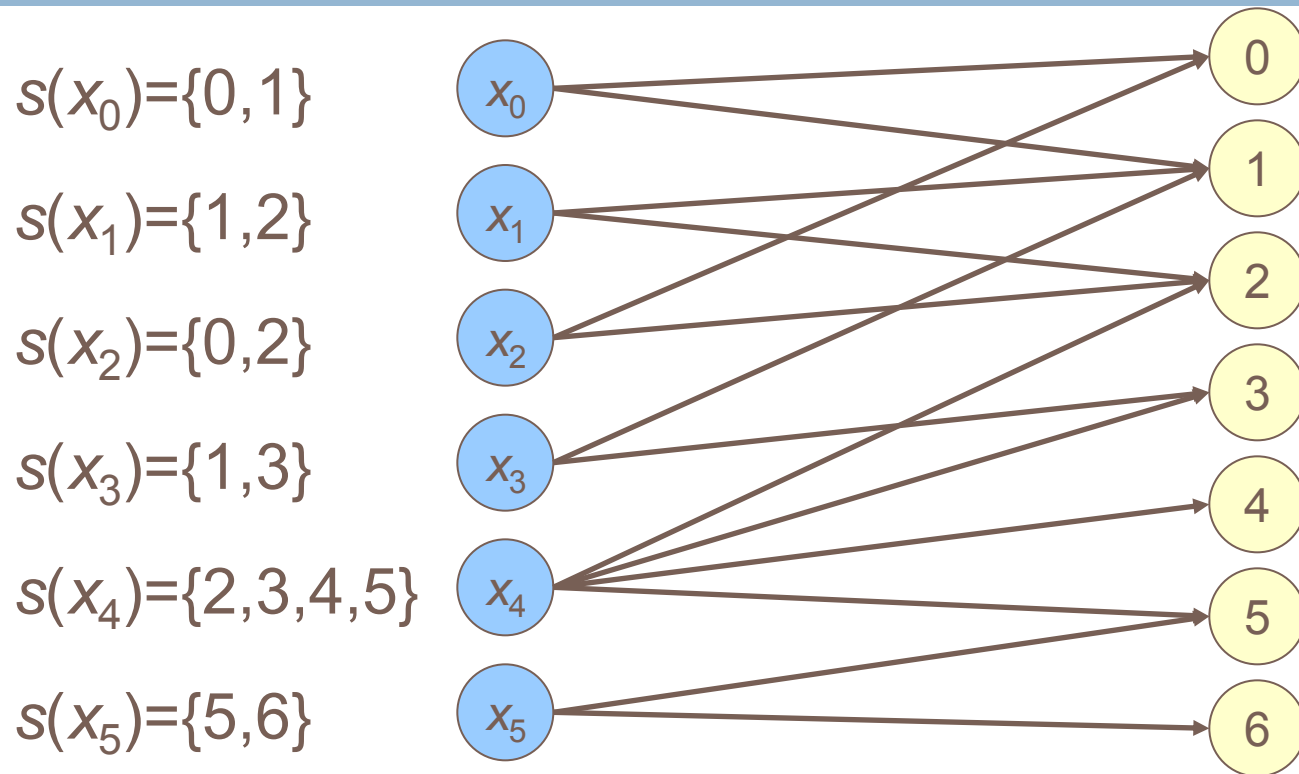 s(x₀)={0,1}
s(x₁)={1,2}
s(x₂)={0,2}
s(x₃)={1,3}
s(x₄)={2,3,4,5}
s(x₅)={5,6}
x₀
x₁
x₂
x₃
x₄
x₅
0
1
2
3
4
5
6